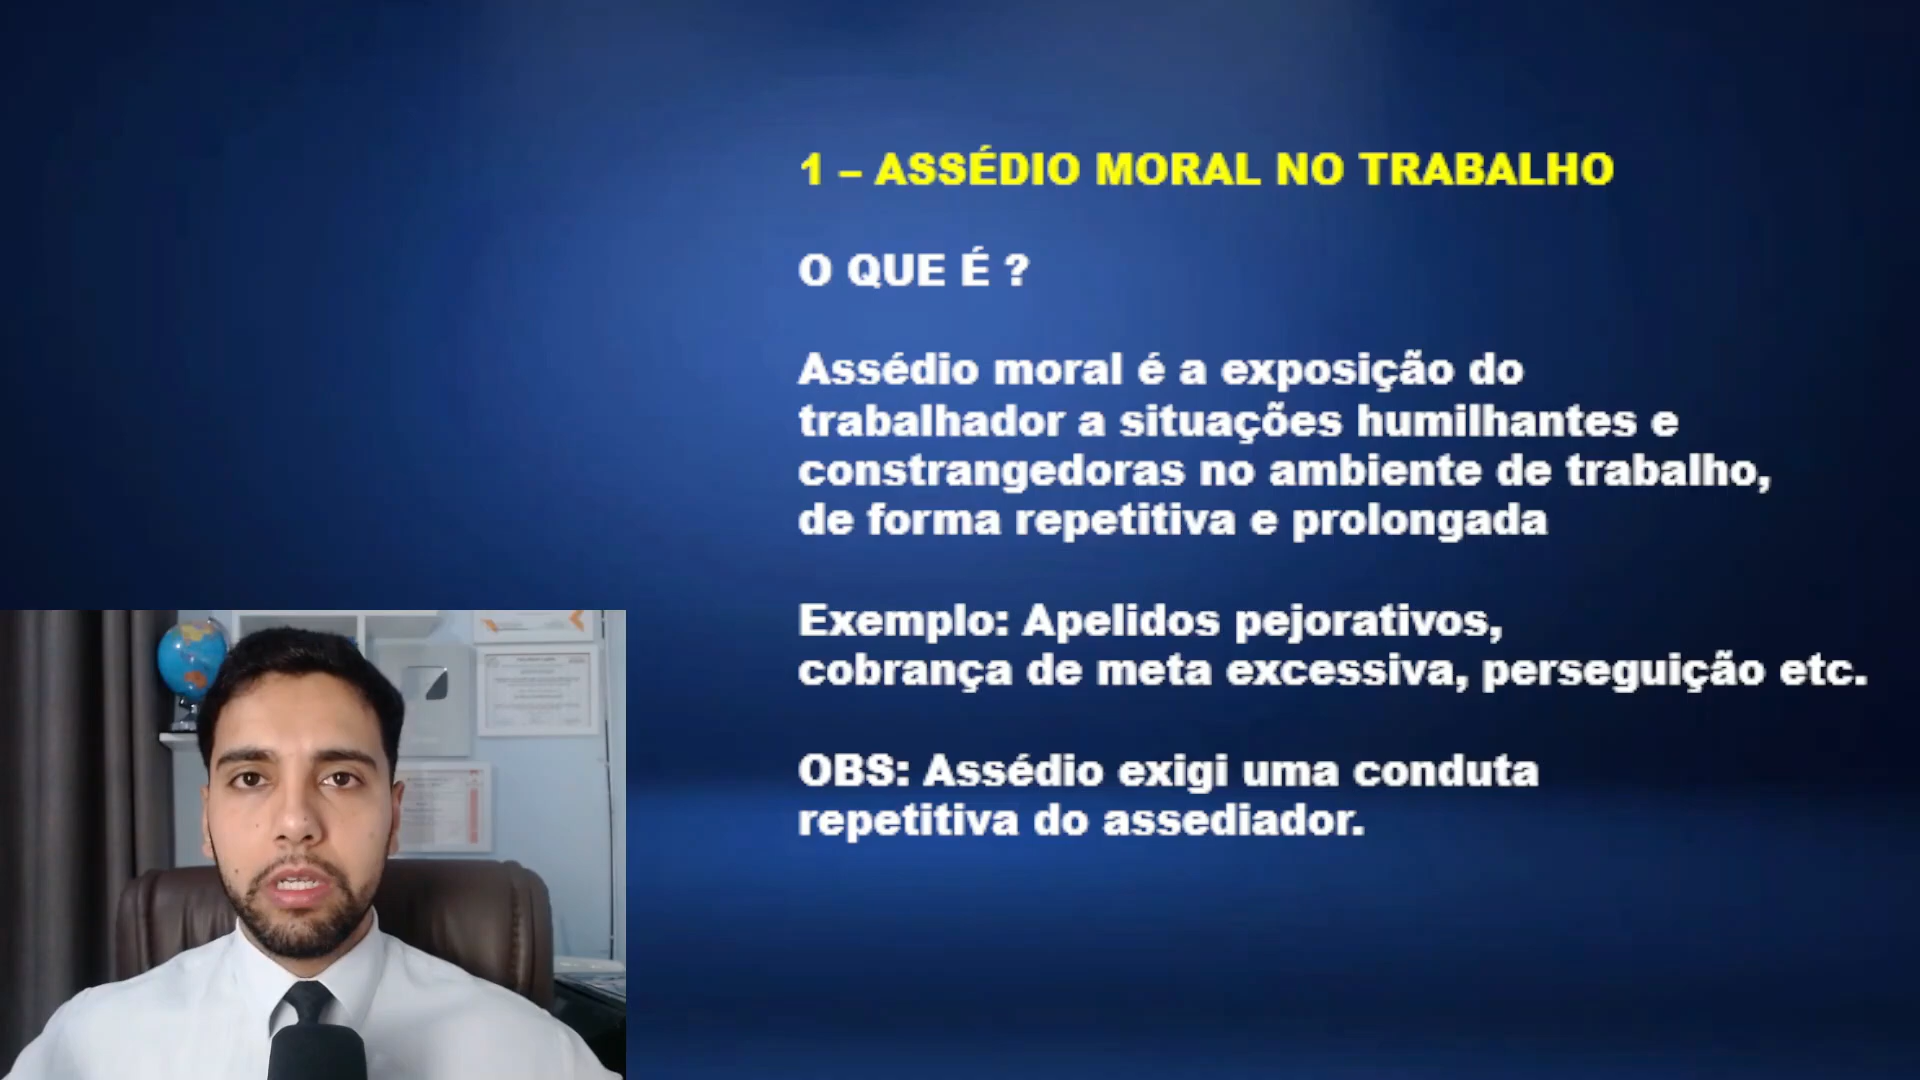 1 – ASSÉDIO MORAL NO TRABALHO
O QUE É ?
Assédio moral é a exposição do
trabalhador a situações humilhantes e
constrangedoras no ambiente de trabalho,
de forma repetitiva e prolongada
Exemplo: Apelidos pejorativos,
cobrança de meta excessiva, perseguição etc.
OBS: Assédio exigi uma conduta
repetitiva do assediador.